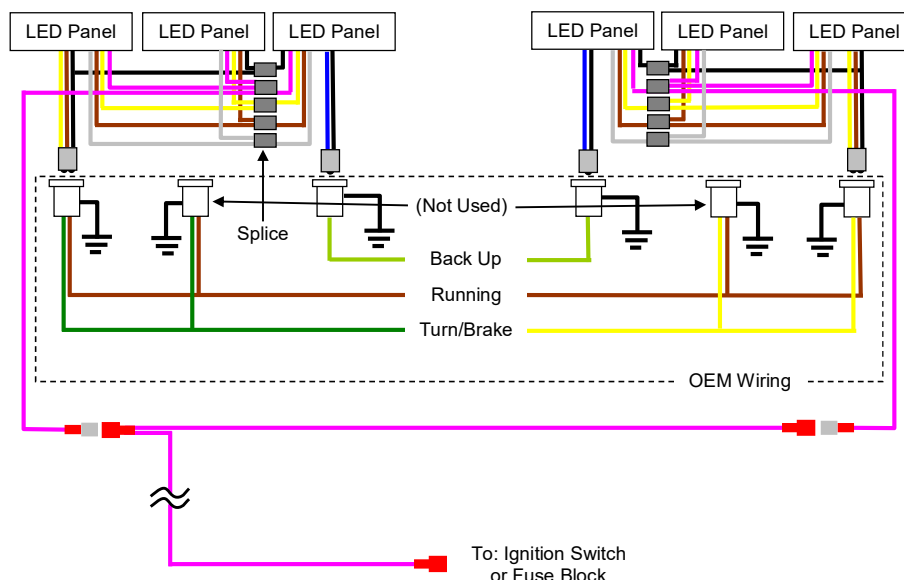 LED Panel LED Panel LED Panel LED Panel LED Panel LED Panel
(Not Used)
Splice
Back Up
Running
Turn/Brake
OEM Wiring
To: Ignition Switch
or Fuse Block